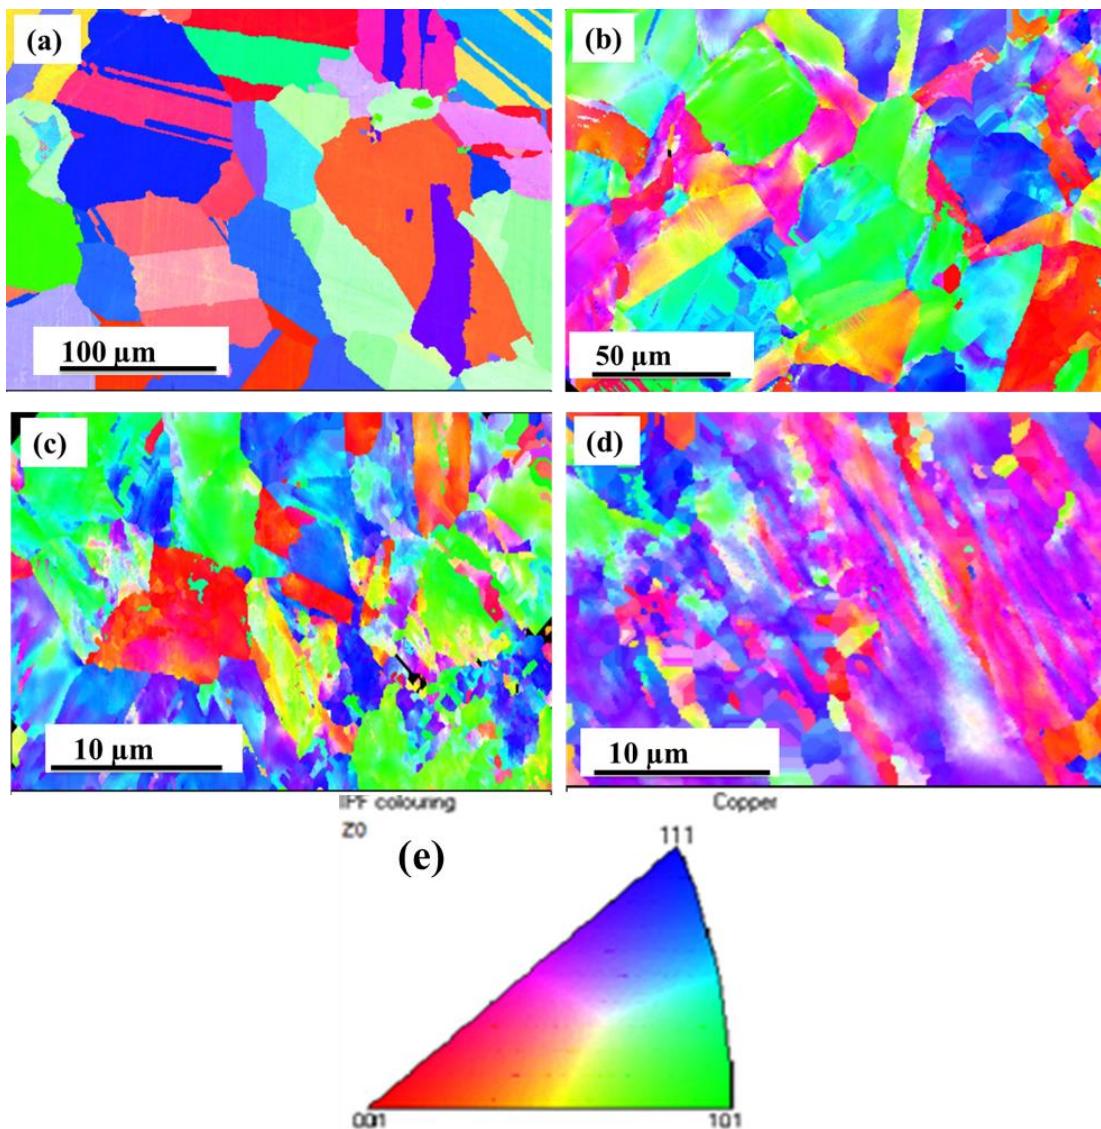 (a)
(b)
100 µm
50 µm
(c)
(d)
10 µm
10 µm
IPF colouring
Copper
Z0
(e)
111
001
101